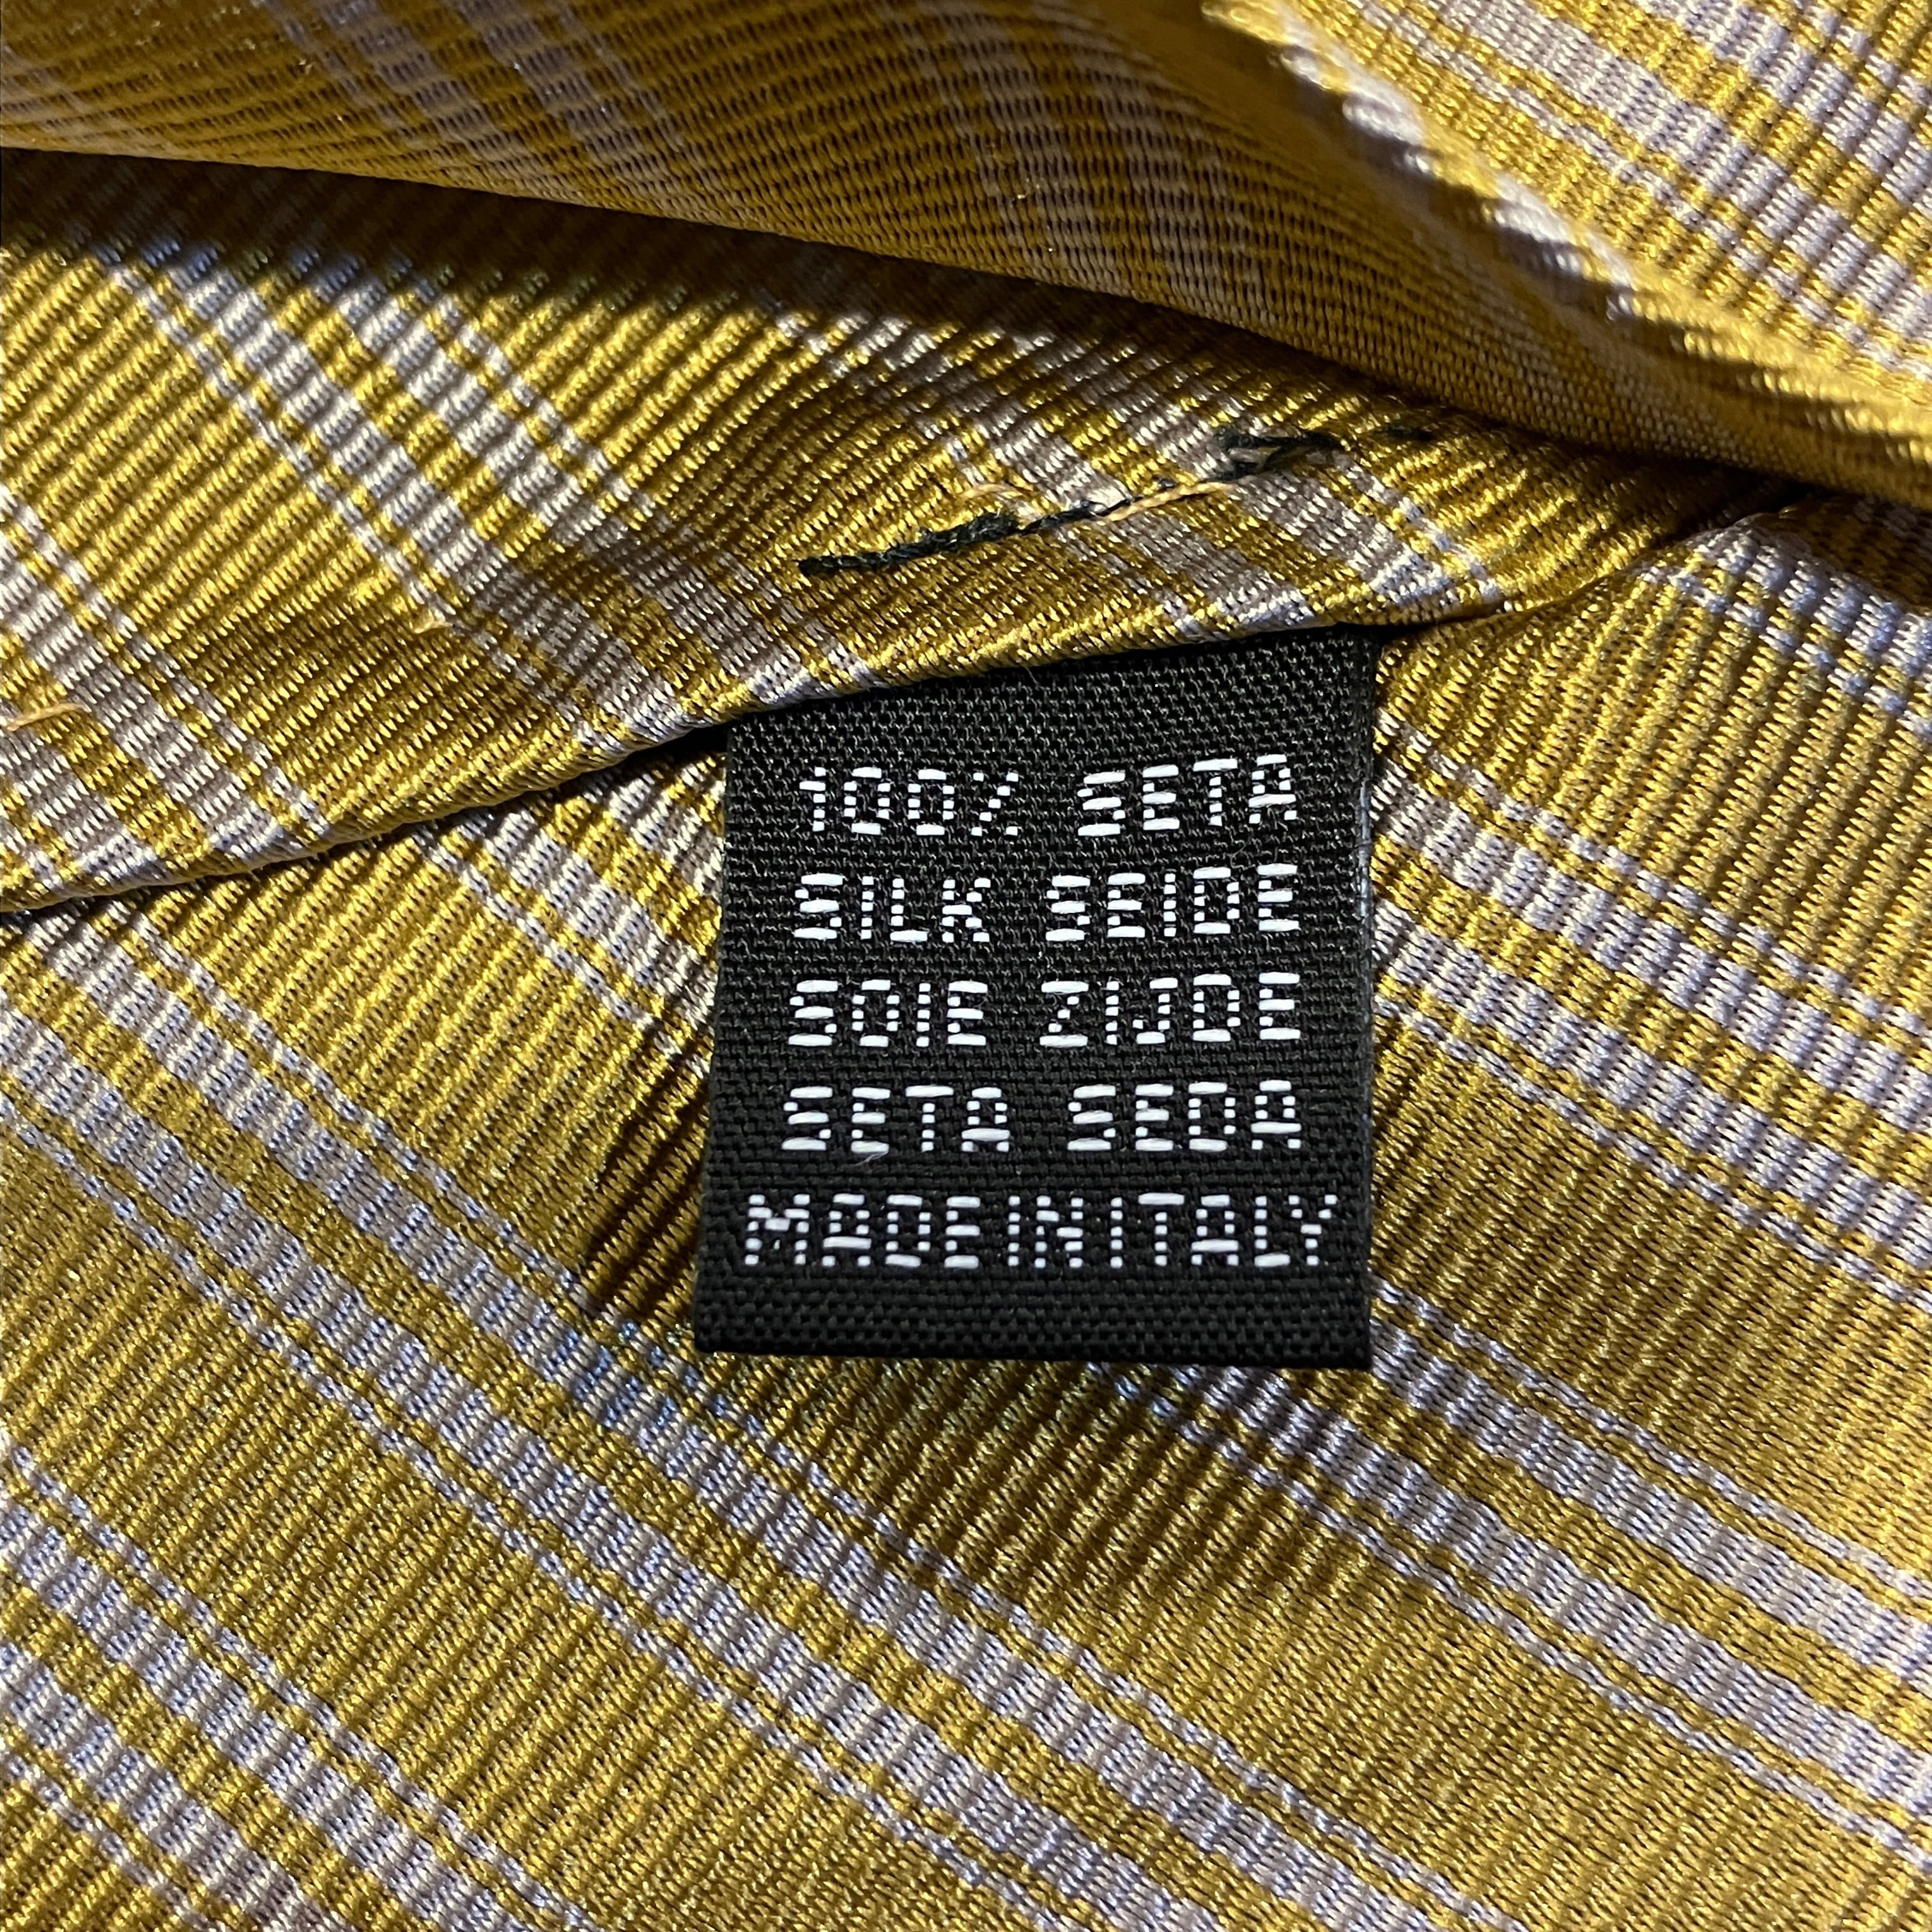 100% SETA
SILK SEIDE
SOIE ZIJDE
SETA SEDA
MADEINITALY